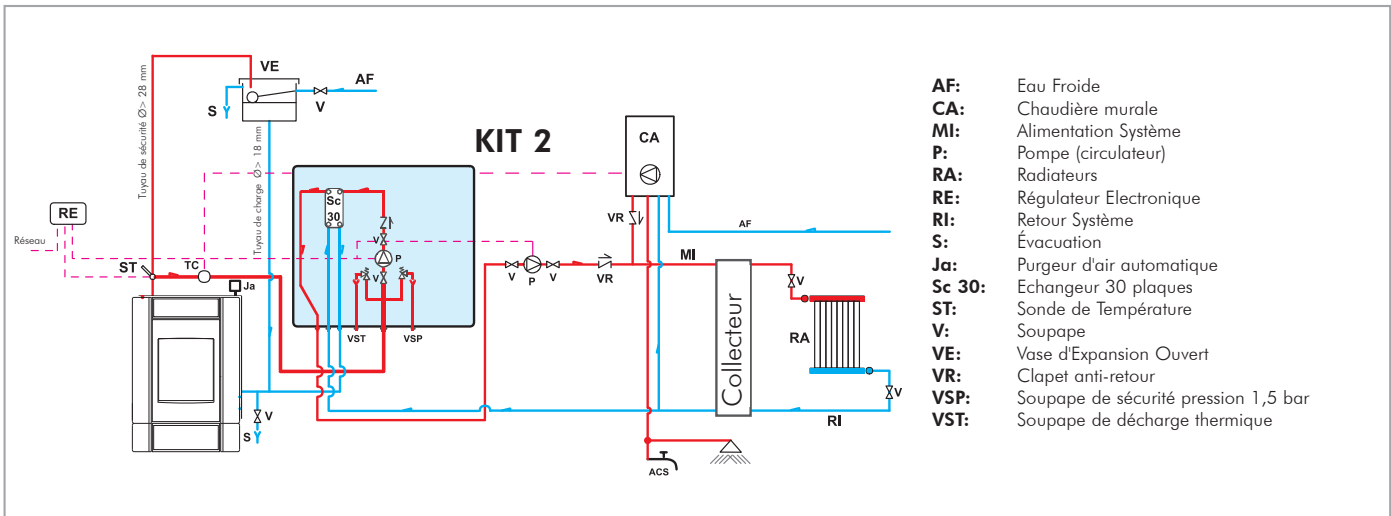 VE
AF
S
V
Tuyau de sécurité Ø> 28 mm
Tuyau de charge Ø> 18 mm
KIT 2
CA
Sc
30
V
P
V
VST
VSP
RE
Réseau
ST
TC
Ja
V
S
V
P
V
VR
VR
MI
AF
Collecteur
V
RA
V
RI
ACS
AF: Eau Froide
CA: Chaudière murale
MI: Alimentation Système
P: Pompe (circulateur)
RA: Radiateurs
RE: Régulateur Electronique
RI: Retour Système
S: Évacuation
Ja: Purgeur d'air automatique
Sc 30: Echangeur 30 plaques
ST: Sonde de Température
V: Soupape
VE: Vase d'Expansion Ouvert
VR: Clapet anti-retour
VSP: Soupape de sécurité pression 1,5 bar
VST: Soupape de décharge thermique